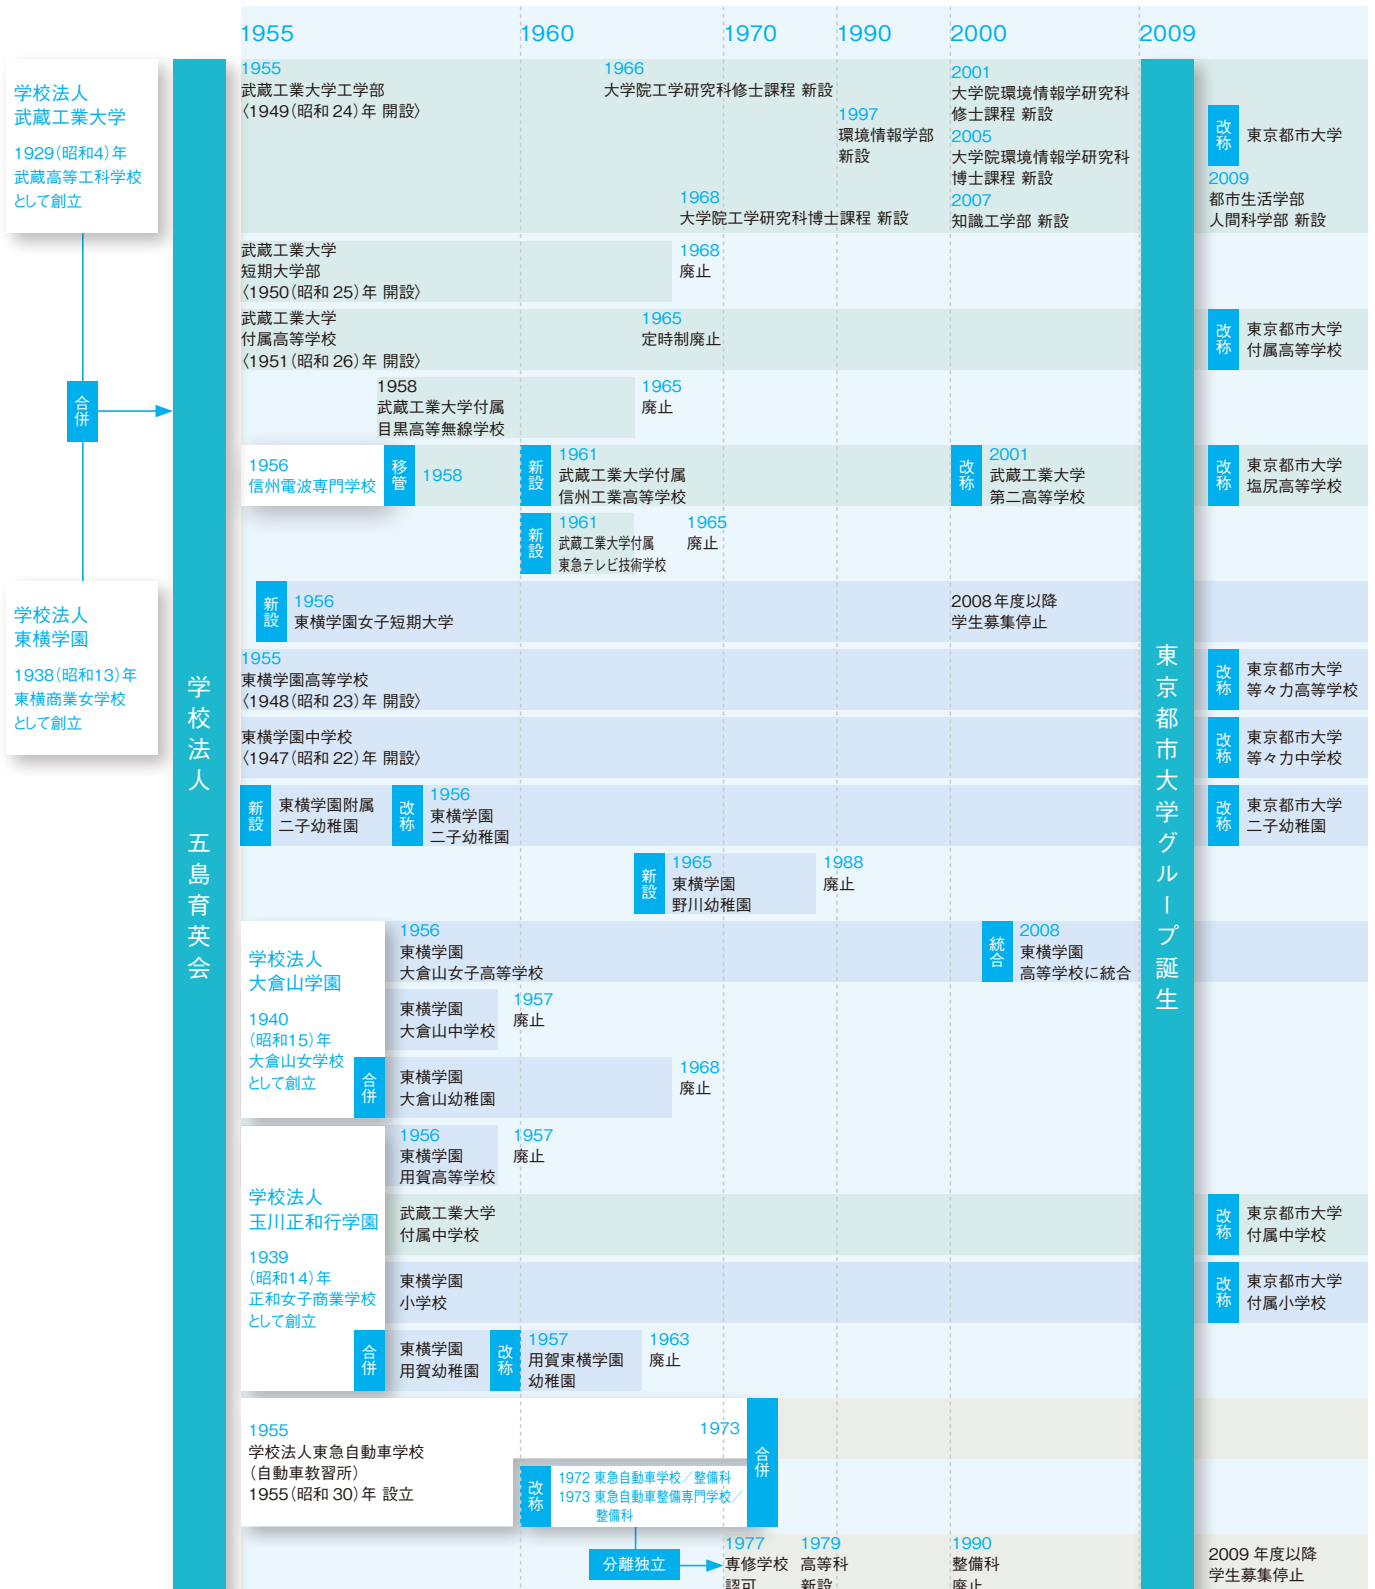 1955
1960
1970
1990
2000
2009
学校法人
武蔵工業大学
1929(昭和4)年
武蔵高等工科学校
として創立
合併
学校法人
東横学園
1938(昭和13)年
東横商業女学校
として創立
学校法人 五島育英会
1955
武蔵工業大学工学部
〈1949(昭和24)年 開設〉
1966
大学院工学研究科修士課程 新設
1968
大学院工学研究科博士課程 新設
1997
環境情報学部
新設
2001
大学院環境情報学研究科
修士課程 新設
2005
大学院環境情報学研究科
博士課程 新設
2007
知識工学部 新設
改称
東京都市大学
2009
都市生活学部
人間科学部 新設
武蔵工業大学
短期大学部
〈1950(昭和25)年 開設〉
1968
廃止
武蔵工業大学
付属高等学校
〈1951(昭和26)年 開設〉
1965
定時制廃止
改称
東京都市大学
付属高等学校
1958
武蔵工業大学付属
目黒高等無線学校
1965
廃止
1956
信州電波専門学校
移管
1958
新設
1961
武蔵工業大学付属
信州工業高等学校
改称
2001
武蔵工業大学
第二高等学校
改称
東京都市大学
塩尻高等学校
新設
1961
武蔵工業大学付属
東急テレビ技術学校
1965
廃止
新設
1956
東横学園女子短期大学
2008年度以降
学生募集停止
1955
東横学園高等学校
〈1948(昭和23)年 開設〉
改称
東京都市大学
等々力高等学校
東横学園中学校
〈1947(昭和22)年 開設〉
改称
東京都市大学
等々力中学校
新設
東横学園附属
二子幼稚園
改称
1956
東横学園
二子幼稚園
改称
東京都市大学
二子幼稚園
新設
1965
東横学園
野川幼稚園
1988
廃止
学校法人
大倉山学園
1940
(昭和15)年
大倉山女学校
として創立
合併
1956
東横学園
大倉山女子高等学校
統合
2008
東横学園
高等学校に統合
東横学園
大倉山中学校
1957
廃止
東横学園
大倉山幼稚園
1968
廃止
学校法人
玉川正和行学園
1939
(昭和14)年
正和女子商業学校
として創立
合併
1956
東横学園
用賀高等学校
1957
廃止
武蔵工業大学
付属中学校
改称
東京都市大学
付属中学校
東横学園
小学校
改称
東京都市大学
付属小学校
東横学園
用賀幼稚園
改称
1957
用賀東横学園
幼稚園
1963
廃止
1955
学校法人東急自動車学校
(自動車教習所)
1955(昭和30)年 設立
1973
合併
改称
1972 東急自動車学校／整備科
1973 東急自動車整備専門学校／
整備科
分離独立
1977
専修学校
認可
1979
高等科
新設
1990
整備科
廃止
2009年度以降
学生募集停止
東京都市大学グループ誕生